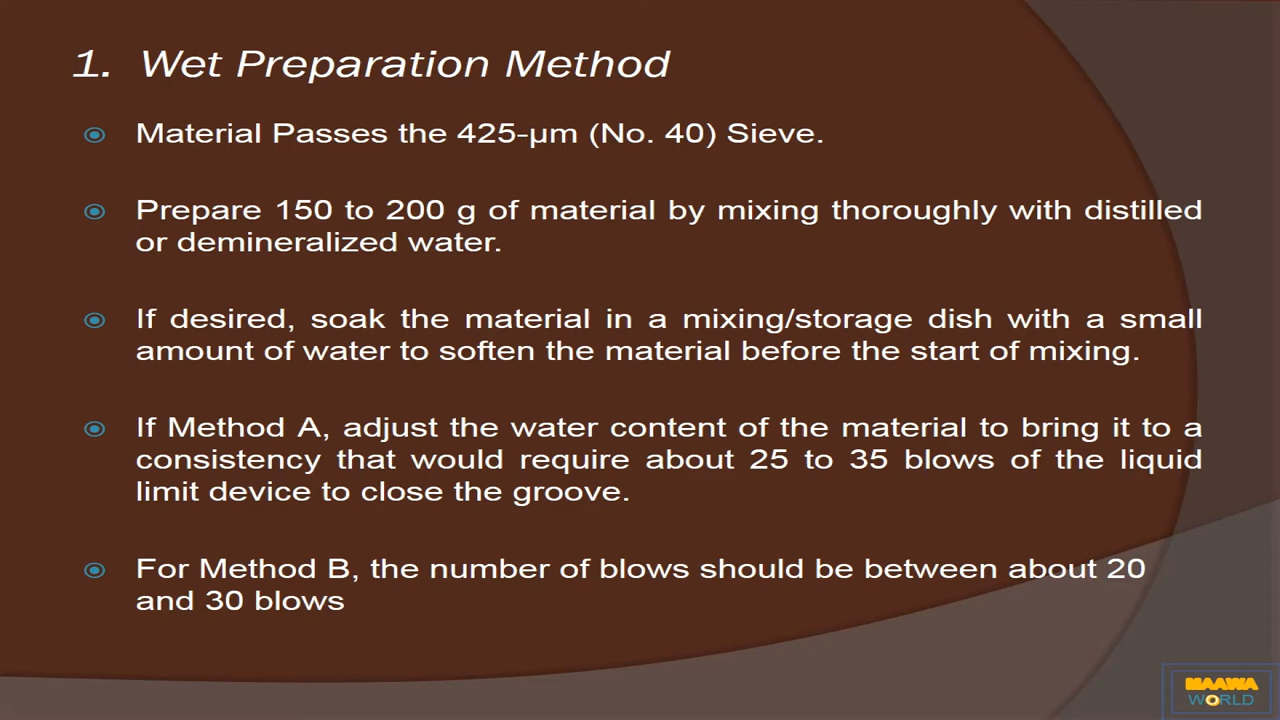 1. Wet Preparation Method
Material Passes the 425-µm (No. 40) Sieve.
Prepare 150 to 200 g of material by mixing thoroughly with distilled
or demineralized water.
If desired, soak the material in a mixing/storage dish with a small
amount of water to soften the material before the start of mixing.
If Method A, adjust the water content of the material to bring it to a
consistency that would require about 25 to 35 blows of the liquid
limit device to close the groove.
For Method B, the number of blows should be between about 20
and 30 blows
MAAWA
WORLD